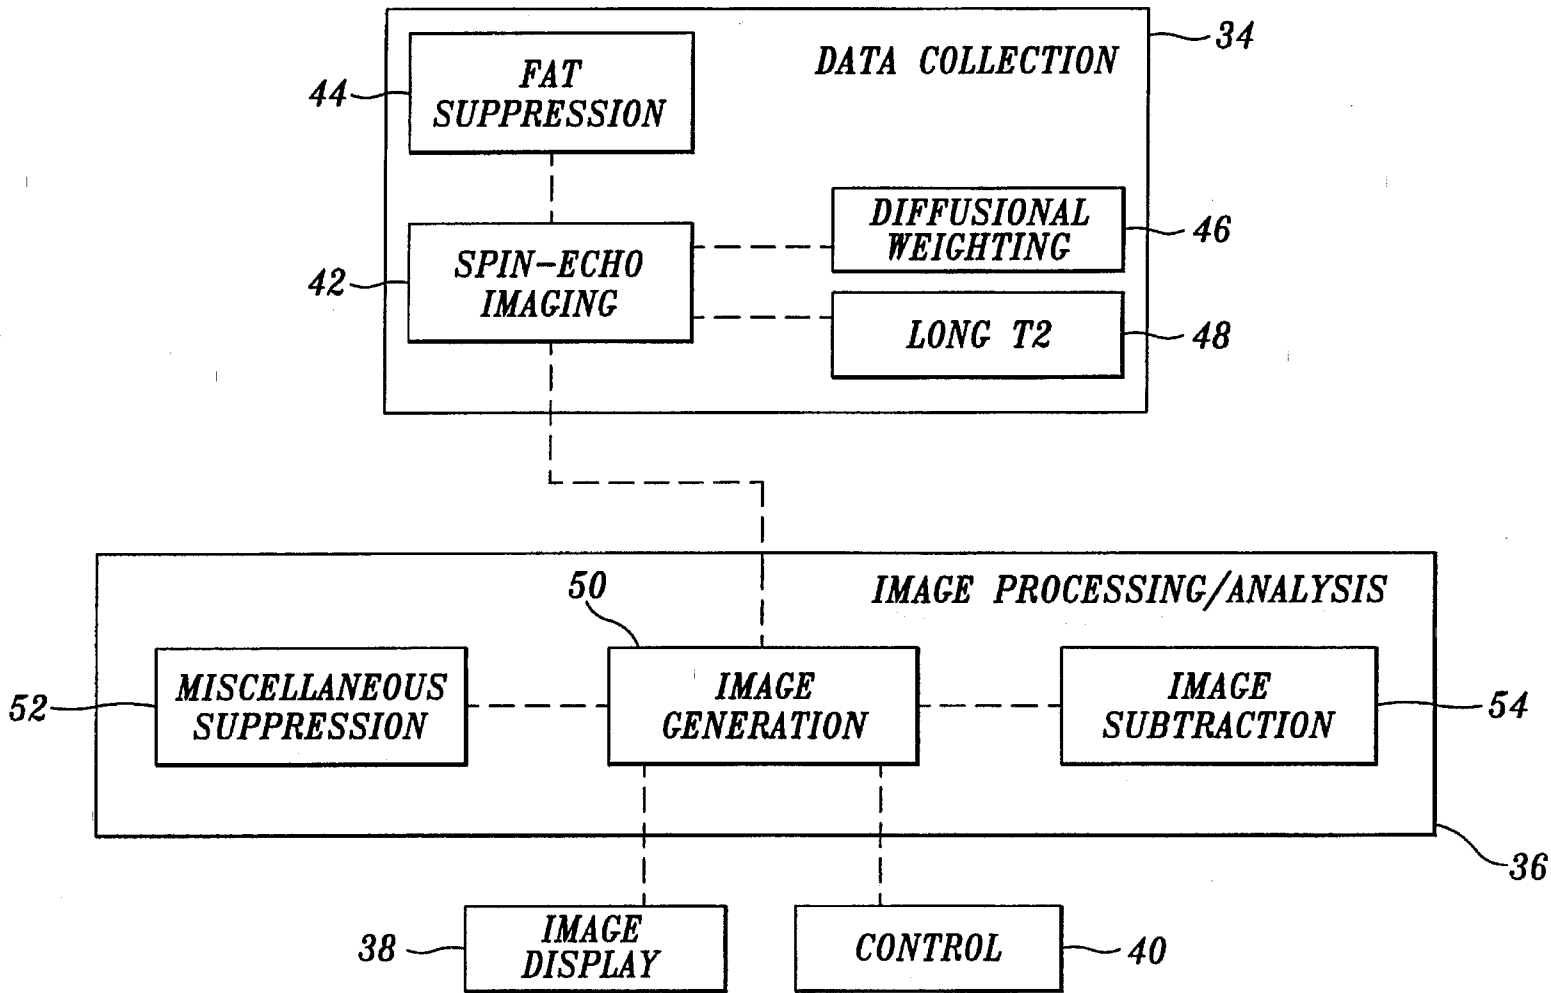 DATA COLLECTION
34
44
FAT
SUPPRESSION
DIFFUSIONAL
WEIGHTING
46
42
SPIN-ECHO
IMAGING
LONG T2
48
IMAGE PROCESSING/ANALYSIS
50
52
MISCELLANEOUS
SUPPRESSION
IMAGE
GENERATION
IMAGE
SUBTRACTION
54
36
38
IMAGE
DISPLAY
CONTROL
40